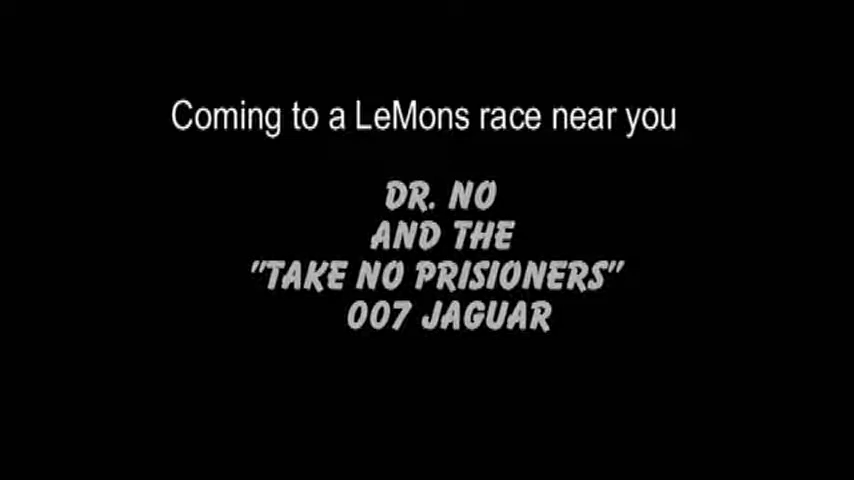 Coming to a LeMons race near you
DR. NO
AND THE
"TAKE NO PRISIONERS"
007 JAGUAR